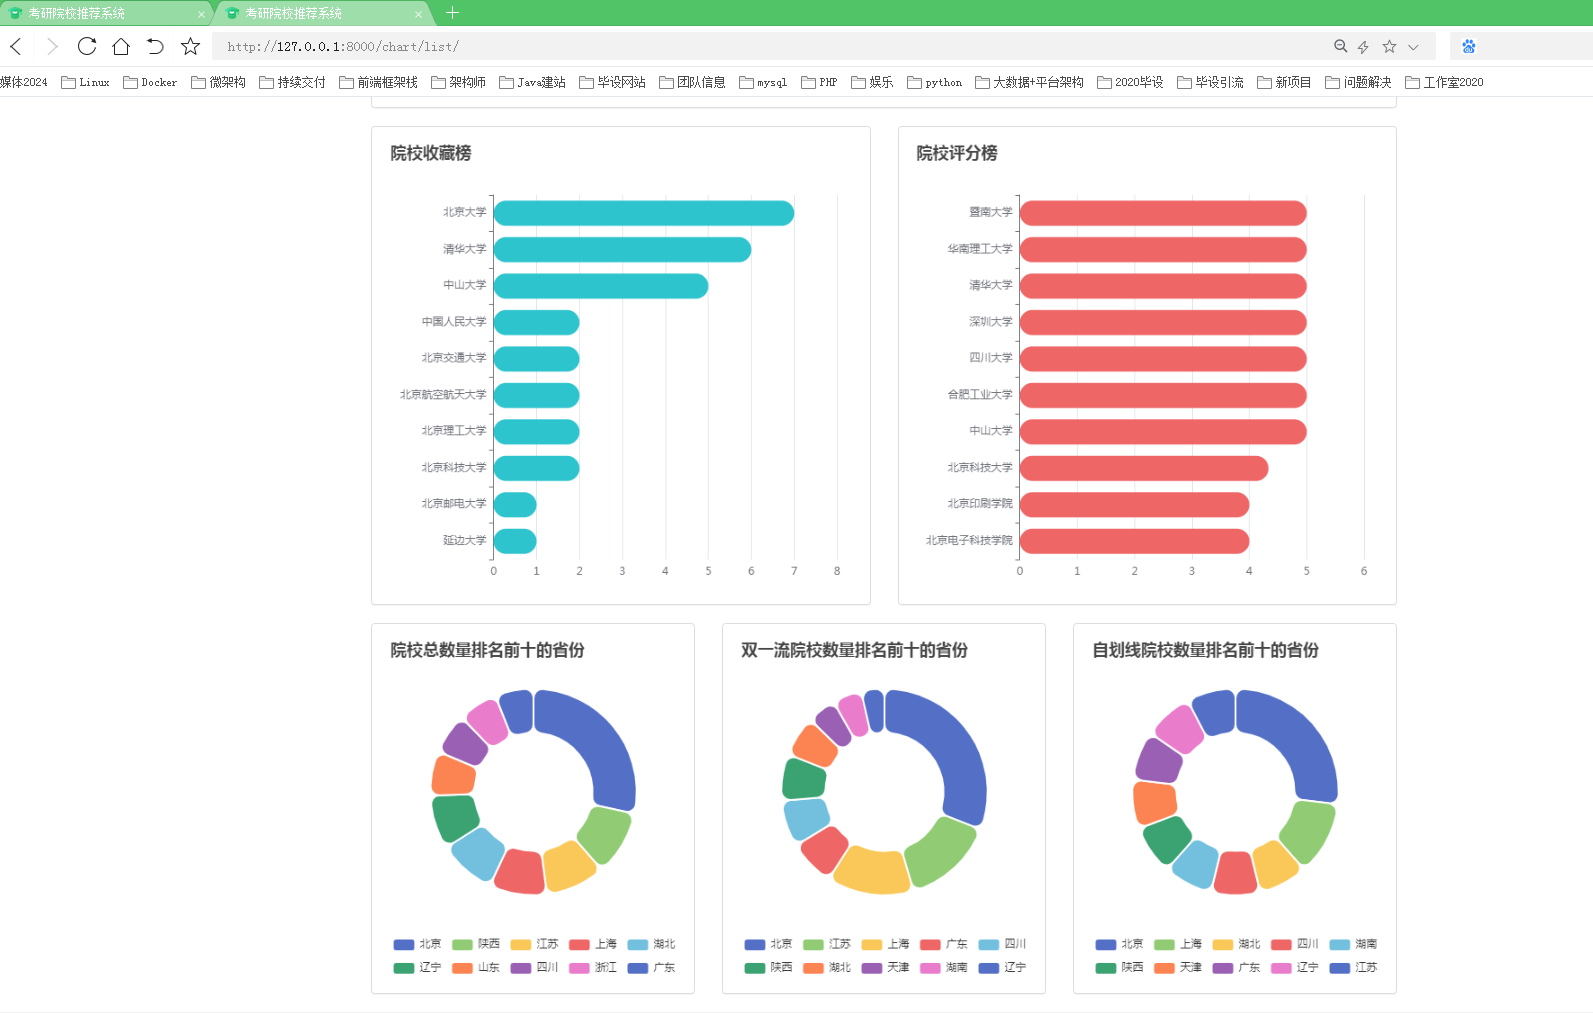 考研院校推荐系统 考研院校推荐系统
http://127.0.0.1:8000/chart/list/
媒体2024 Linux Docker 微架构 持续交付 前端框架栈 架构师 Java建站 毕设网站 团队信息 mysql PHP 娱乐 python 大数据+平台架构 2020毕设 毕设引流 新项目 问题解决 工作室2020
院校收藏榜
北京大学
清华大学
中山大学
中国人民大学
北京交通大学
北京航空航天大学
北京理工大学
北京科技大学
北京邮电大学
延边大学
0 1 2 3 4 5 6 7 8
院校评分榜
暨南大学
华南理工大学
清华大学
深圳大学
四川大学
合肥工业大学
中山大学
北京科技大学
北京印刷学院
北京电子科技学院
0 1 2 3 4 5 6
院校总数量排名前十的省份
北京 陕西 江苏 上海 湖北
辽宁 山东 四川 浙江 广东
双一流院校数量排名前十的省份
北京 江苏 上海 广东 四川
陕西 湖北 天津 湖南 辽宁
自划线院校数量排名前十的省份
北京 上海 湖北 四川 湖南
陕西 天津 广东 辽宁 江苏